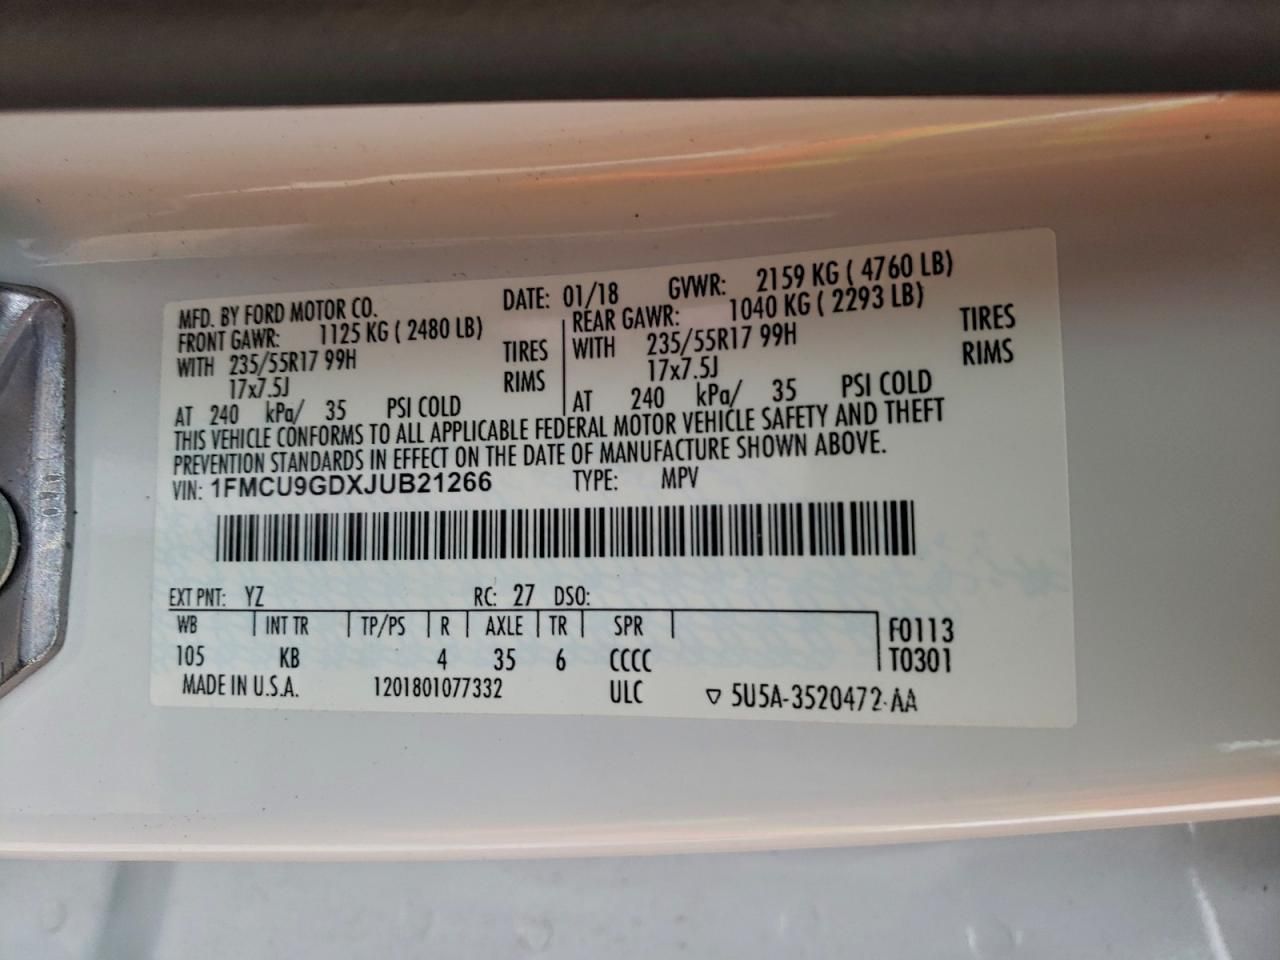 MFD. BY FORD MOTOR CO. DATE: 01/18 GVWR: 2159 KG ( 4760 LB)
FRONT GAWR: 1125 KG ( 2480 LB) REAR GAWR: 1040 KG ( 2293 LB)
WITH 235/55R17 99H TIRES WITH 235/55R17 99H TIRES
17x7.5J RIMS 17x7.5J RIMS
AT 240 kPa/ 35 PSI COLD AT 240 kPa/ 35 PSI COLD
THIS VEHICLE CONFORMS TO ALL APPLICABLE FEDERAL MOTOR VEHICLE SAFETY AND THEFT
PREVENTION STANDARDS IN EFFECT ON THE DATE OF MANUFACTURE SHOWN ABOVE.
VIN: 1FMCU9GDXJUB21266 TYPE: MPV
EXT PNT: YZ RC: 27 DSO:
WB INT TR TP/PS R AXLE TR SPR F0113
105 KB 4 35 6 CCCC T0301
MADE IN U.S.A. 1201801077332 ULC ▽ 5U5A-3520472-AA